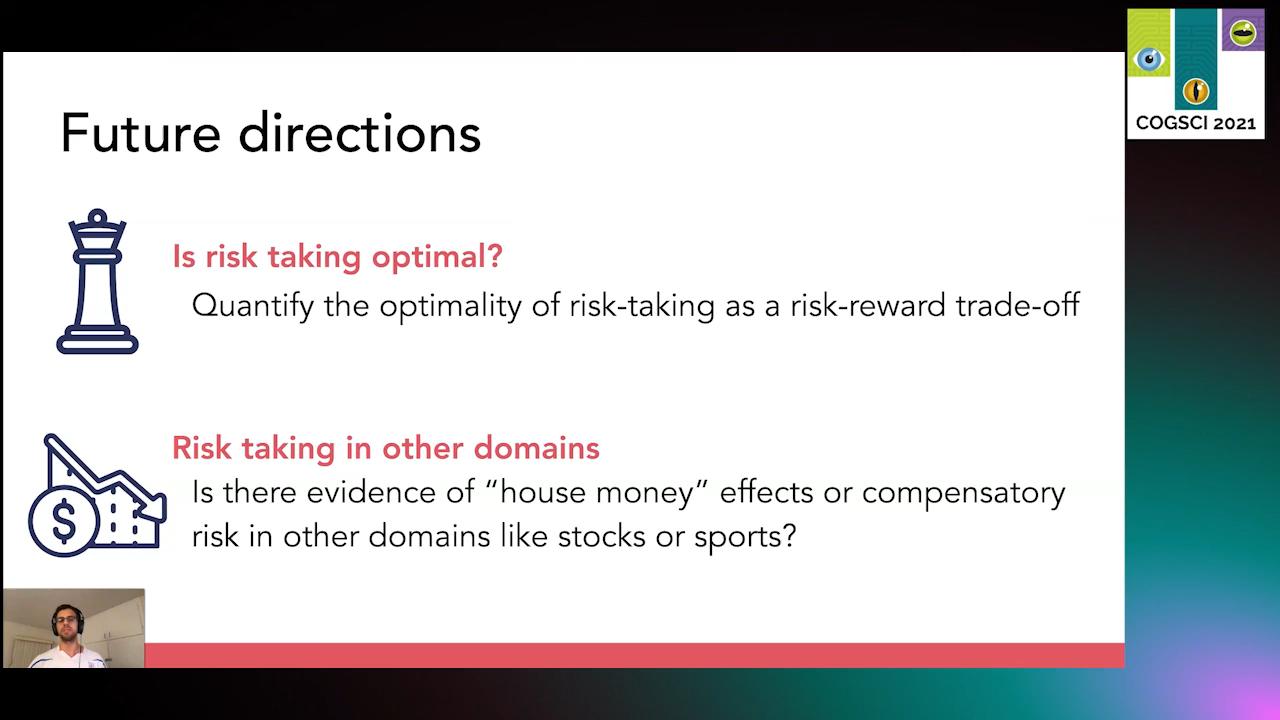 COGSCI 2021
Future directions
Is risk taking optimal?
Quantify the optimality of risk-taking as a risk-reward trade-off
Risk taking in other domains
Is there evidence of “house money” effects or compensatory
risk in other domains like stocks or sports?
$